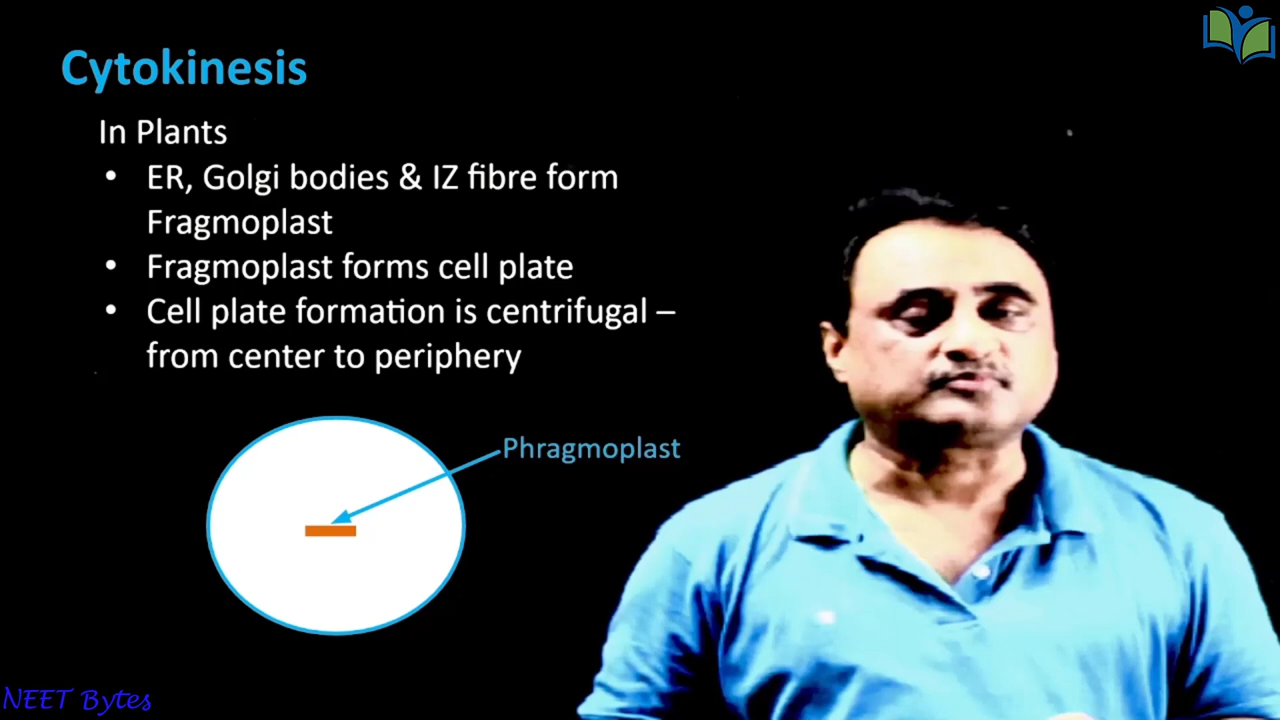 Cytokinesis
In Plants
• ER, Golgi bodies & IZ fibre form
Fragmoplast
• Fragmoplast forms cell plate
• Cell plate formation is centrifugal –
from center to periphery
Phragmoplast
NEET Bytes